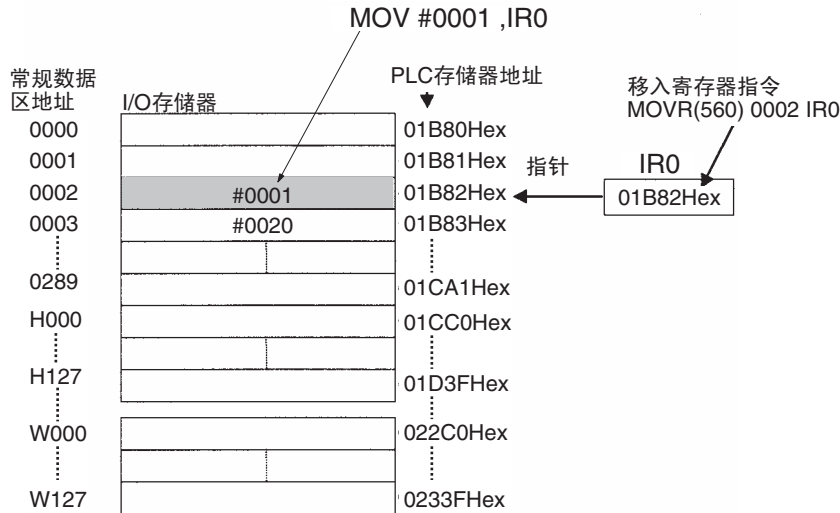 MOV #0001 ,IR0
常规数据
区地址
I/O存储器
PLC存储器地址
移入寄存器指令
MOVR(560) 0002 IR0
0000
01B80Hex
0001
01B81Hex
指针
IR0
0002
#0001
01B82Hex
01B82Hex
0003
#0020
01B83Hex
0289
01CA1Hex
H000
01CC0Hex
H127
01D3FHex
W000
022C0Hex
W127
0233FHex